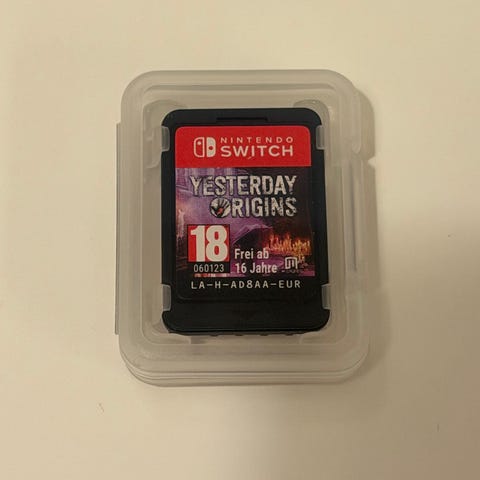 NINTENDO
SWITCH
YESTERDAY
ORIGINS
18
060123
Frei ab
16 Jahre
LA-H-AD8AA-EUR